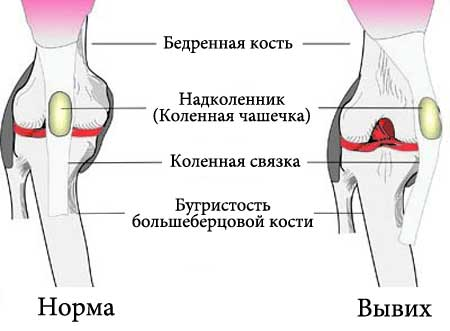 Бедренная кость
Надколенник
(Коленная чашечка)
Коленная связка
Бугристость
большеберцовой кости
Норма
Вывих